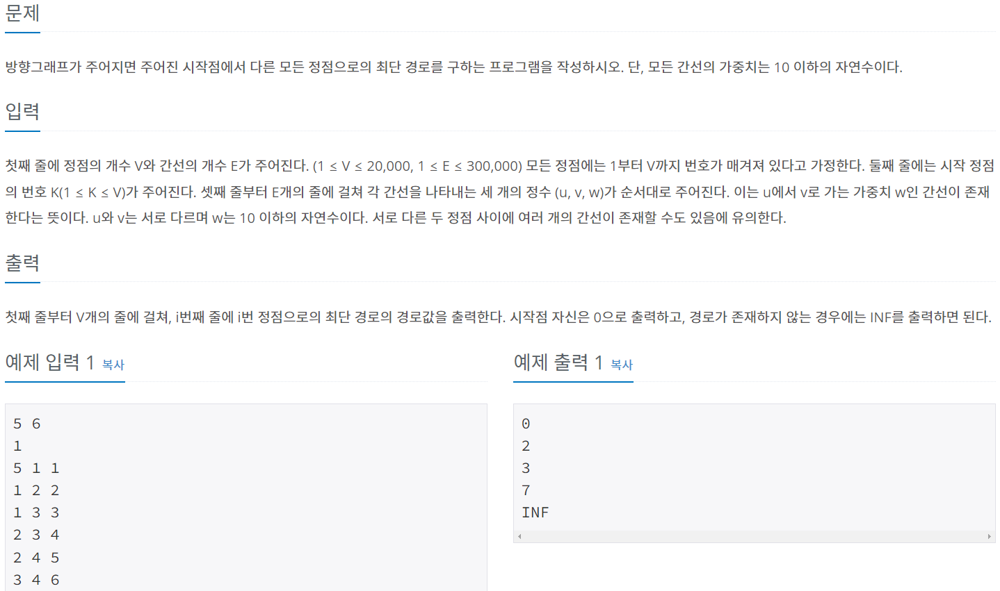 문제
방향그래프가 주어지면 주어진 시작점에서 다른 모든 정점으로의 최단 경로를 구하는 프로그램을 작성하시오. 단, 모든 간선의 가중치는 10 이하의 자연수이다.
입력
첫째 줄에 정점의 개수 V와 간선의 개수 E가 주어진다. (1 ≤ V ≤ 20,000, 1 ≤ E ≤ 300,000) 모든 정점에는 1부터 V까지 번호가 매겨져 있다고 가정한다. 둘째 줄에는 시작 정점
의 번호 K(1 ≤ K ≤ V)가 주어진다. 셋째 줄부터 E개의 줄에 걸쳐 각 간선을 나타내는 세 개의 정수 (u, v, w)가 순서대로 주어진다. 이는 u에서 v로 가는 가중치 w인 간선이 존재
한다는 뜻이다. u와 v는 서로 다르며 w는 10 이하의 자연수이다. 서로 다른 두 정점 사이에 여러 개의 간선이 존재할 수도 있음에 유의한다.
출력
첫째 줄부터 V개의 줄에 걸쳐, i번째 줄에 i번 정점으로의 최단 경로의 경로값을 출력한다. 시작점 자신은 0으로 출력하고, 경로가 존재하지 않는 경우에는 INF를 출력하면 된다.
예제 입력 1 복사
5 6
1
5 1 1
1 2 2
1 3 3
2 3 4
2 4 5
3 4 6
예제 출력 1 복사
0
2
3
7
INF